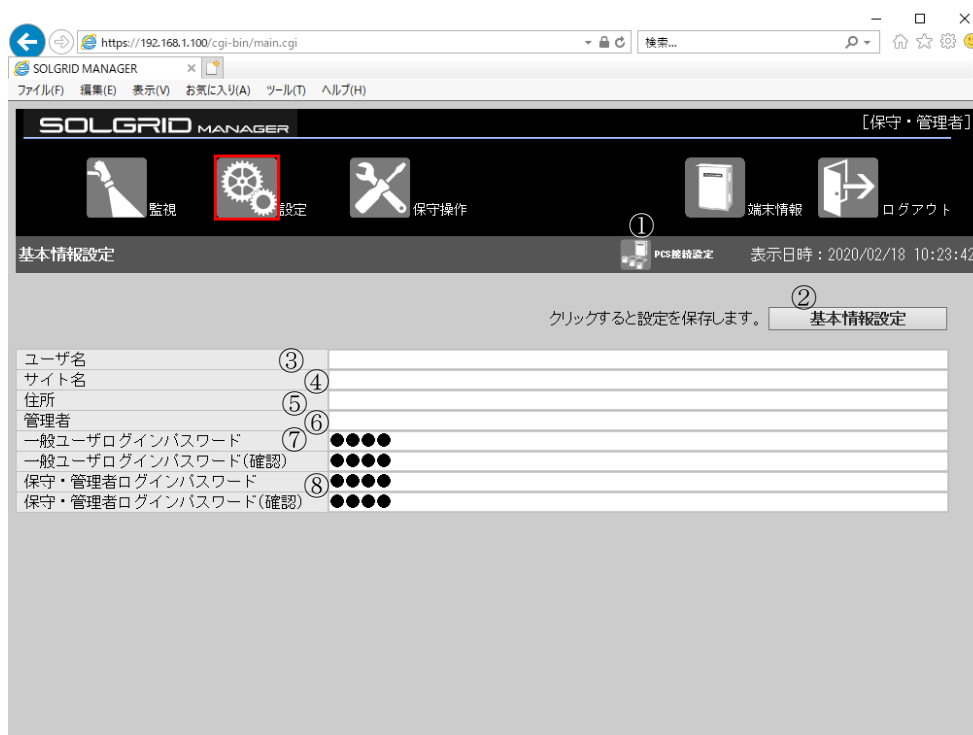 https://192.168.1.100/cgi-bin/main.cgi 検索...
SOLGRID MANAGER
ファイル(F) 編集(E) 表示(V) お気に入り(A) ツール(T) ヘルプ(H)
SOLGRID MANAGER [保守・管理者]
監視 設定 保守操作 端末情報 ログアウト
①
基本情報設定 PCS接続設定 表示日時：2020/02/18 10:23:42
②
クリックすると設定を保存します。 基本情報設定
ユーザ名 ③
サイト名 ④
住所 ⑤
管理者 ⑥
一般ユーザログインパスワード ⑦ ●●●●
一般ユーザログインパスワード(確認) ●●●●
保守・管理者ログインパスワード ⑧ ●●●●
保守・管理者ログインパスワード(確認) ●●●●